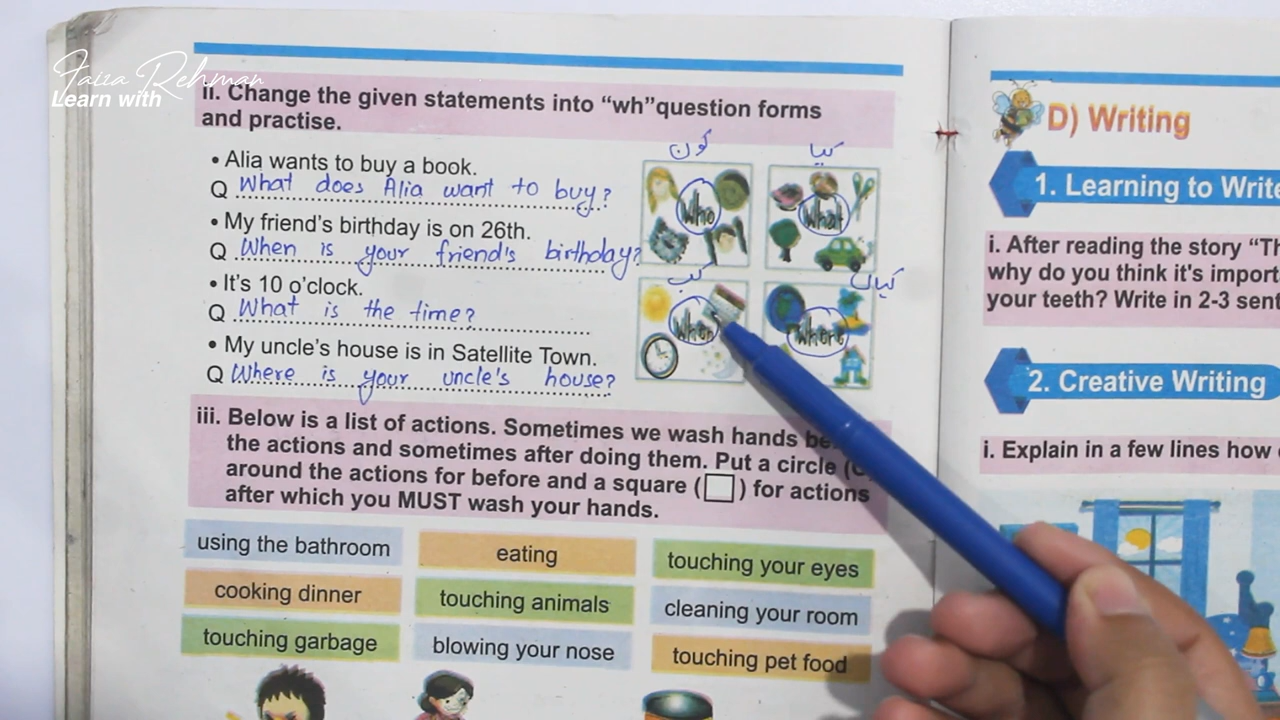 Faiza Rehman
Learn with
ii. Change the given statements into “wh”question forms
and practise.
• Alia wants to buy a book.
Q What does Alia want to buy?
• My friend's birthday is on 26th.
Q When is your friend's birthday?
• It's 10 o'clock.
Q What is the time?
• My uncle's house is in Satellite Town.
Q Where is your uncle's house?
کون
کیا
Who
What
کب
کہاں
When
Where
iii. Below is a list of actions. Sometimes we wash hands
the actions and sometimes after doing them. Put a circle
around the actions for before and a square ( ) for actions
after which you MUST wash your hands.
using the bathroom
eating
touching your eyes
cooking dinner
touching animals
cleaning your room
touching garbage
blowing your nose
touching pet food
D) Writing
1. Learning to Write
i. After reading the story
why do you think it's import
your teeth? Write in 2-3 sent
2. Creative Writing
i. Explain in a few lines how